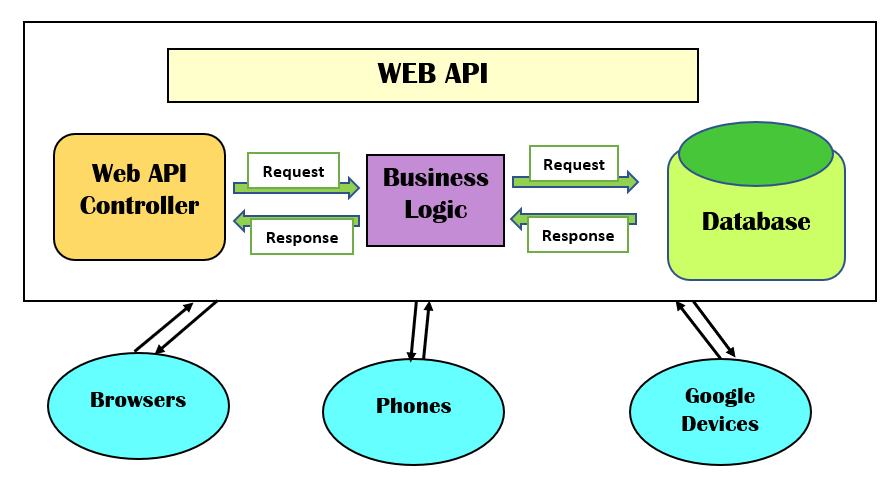 WEB API
Web API
Controller
Request
Response
Business
Logic
Request
Response
Database
Browsers
Phones
Google
Devices